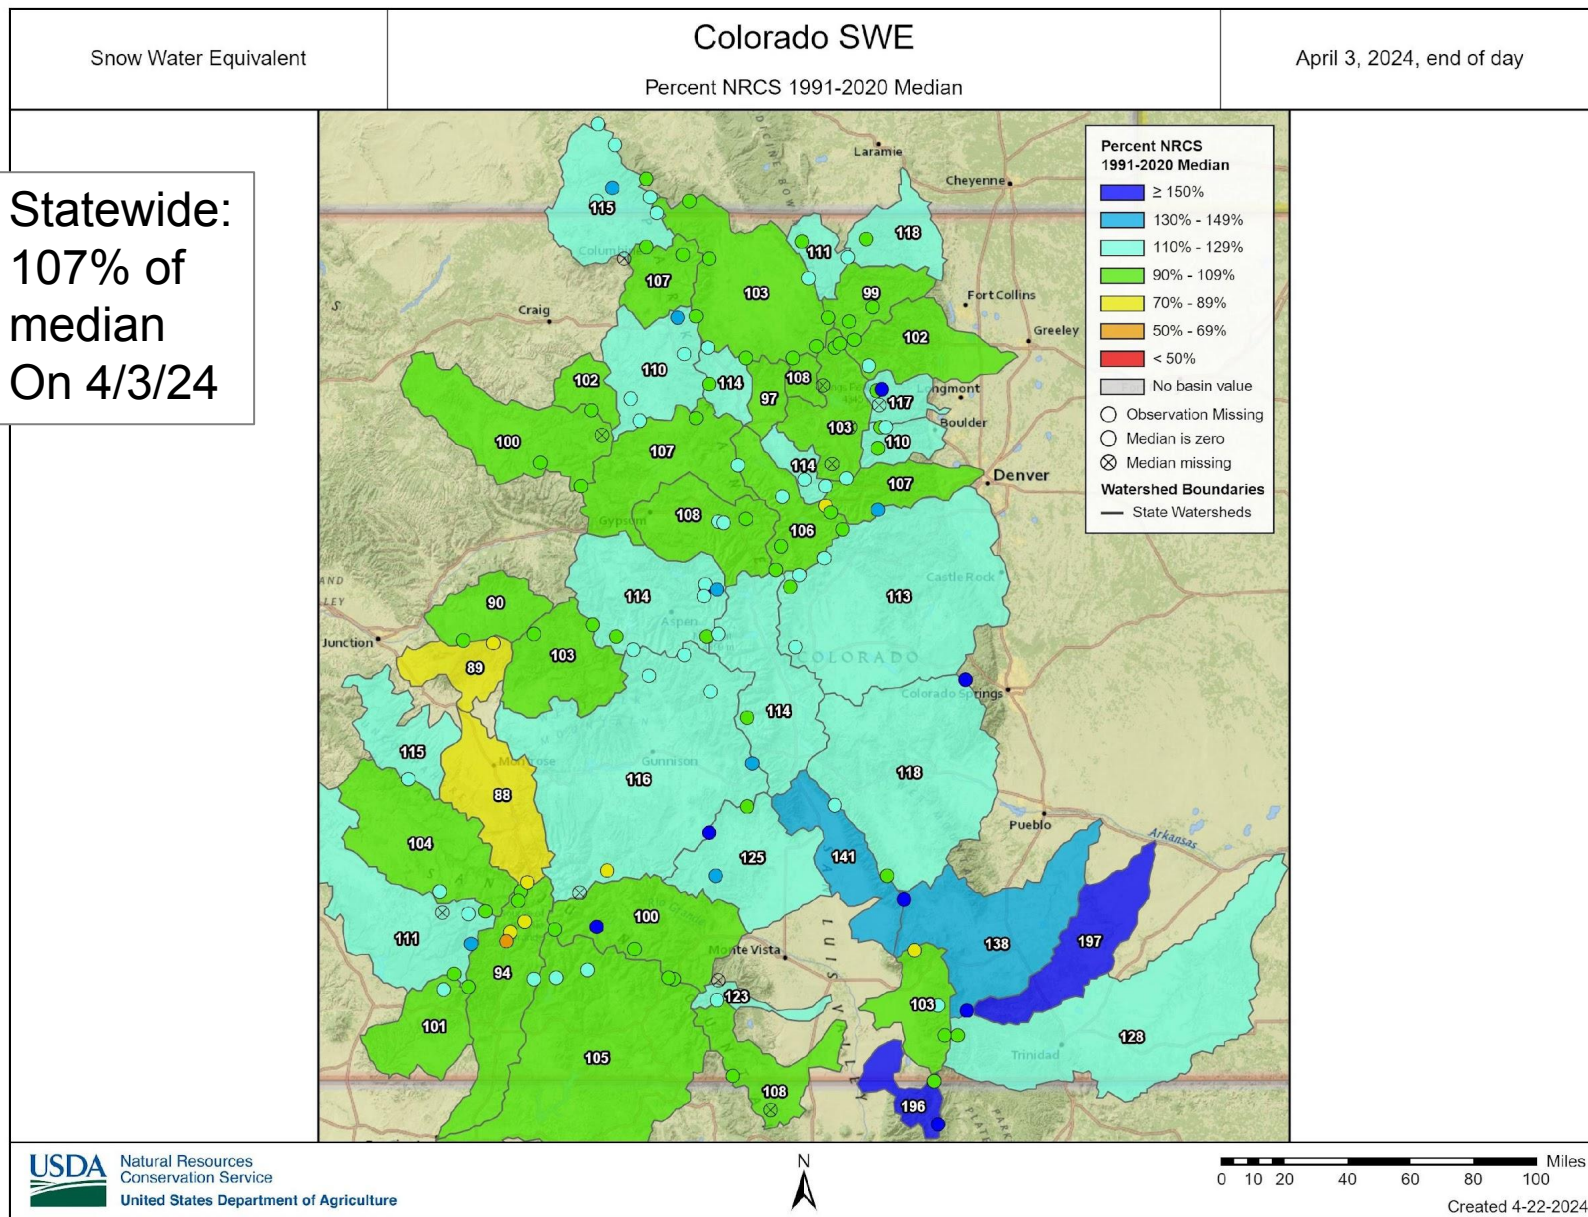 Snow Water Equivalent
Colorado SWE
Percent NRCS 1991-2020 Median
April 3, 2024, end of day
Statewide:
107% of
median
On 4/3/24
Percent NRCS
1991-2020 Median
≥ 150%
130% - 149%
110% - 129%
90% - 109%
70% - 89%
50% - 69%
< 50%
No basin value
Observation Missing
Median is zero
Median missing
Watershed Boundaries
State Watersheds
Laramie
Cheyenne
115
118
111
107
103
99
Fort Collins
Craig
Greeley
102
110
114
108
102
97
117
Longmont
103
Boulder
110
100
107
114
107
Denver
Gypsum
108
106
Castle Rock
114
113
Aspen
90
Junction
103
89
COLORADO
Colorado Springs
114
115
Montrose
Gunnison
116
118
88
Pueblo
Arkansas
104
125
141
100
111
Monte Vista
138
197
94
123
103
101
128
105
Trinidad
108
196
SAN LUIS VALLEY
USDA
Natural Resources
Conservation Service
United States Department of Agriculture
N
Miles
0 10 20 40 60 80 100
Created 4-22-2024